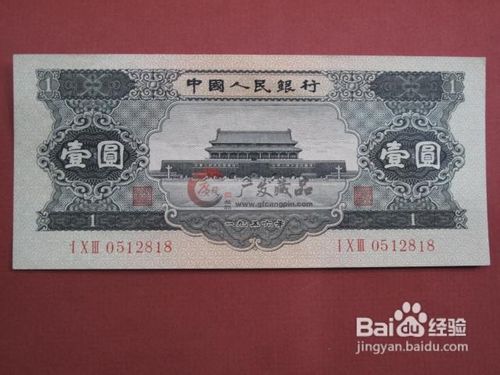 1
1
中國人民銀行
壹圓
壹圓
广发藏品
www.gfcangpin.com
1
1
一九五六年
I X III 0512818
I X III 0512818
Baidu 经验
jingyan.baidu.com